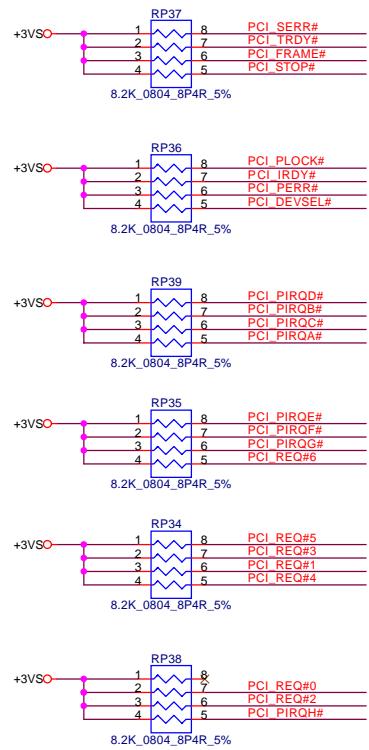 RP37
+3VS 1 8 PCI_SERR#
2 7 PCI_TRDY#
3 6 PCI_FRAME#
4 5 PCI_STOP#
8.2K_0804_8P4R_5%
RP36
+3VS 1 8 PCI_PLOCK#
2 7 PCI_IRDY#
3 6 PCI_PERR#
4 5 PCI_DEVSEL#
8.2K_0804_8P4R_5%
RP39
+3VS 1 8 PCI_PIRQD#
2 7 PCI_PIRQB#
3 6 PCI_PIRQC#
4 5 PCI_PIRQA#
8.2K_0804_8P4R_5%
RP35
+3VS 1 8 PCI_PIRQE#
2 7 PCI_PIRQF#
3 6 PCI_PIRQG#
4 5 PCI_REQ#6
8.2K_0804_8P4R_5%
RP34
+3VS 1 8 PCI_REQ#5
2 7 PCI_REQ#3
3 6 PCI_REQ#1
4 5 PCI_REQ#4
8.2K_0804_8P4R_5%
RP38
+3VS 1 8
2 7 PCI_REQ#0
3 6 PCI_REQ#2
4 5 PCI_PIRQH#
8.2K_0804_8P4R_5%